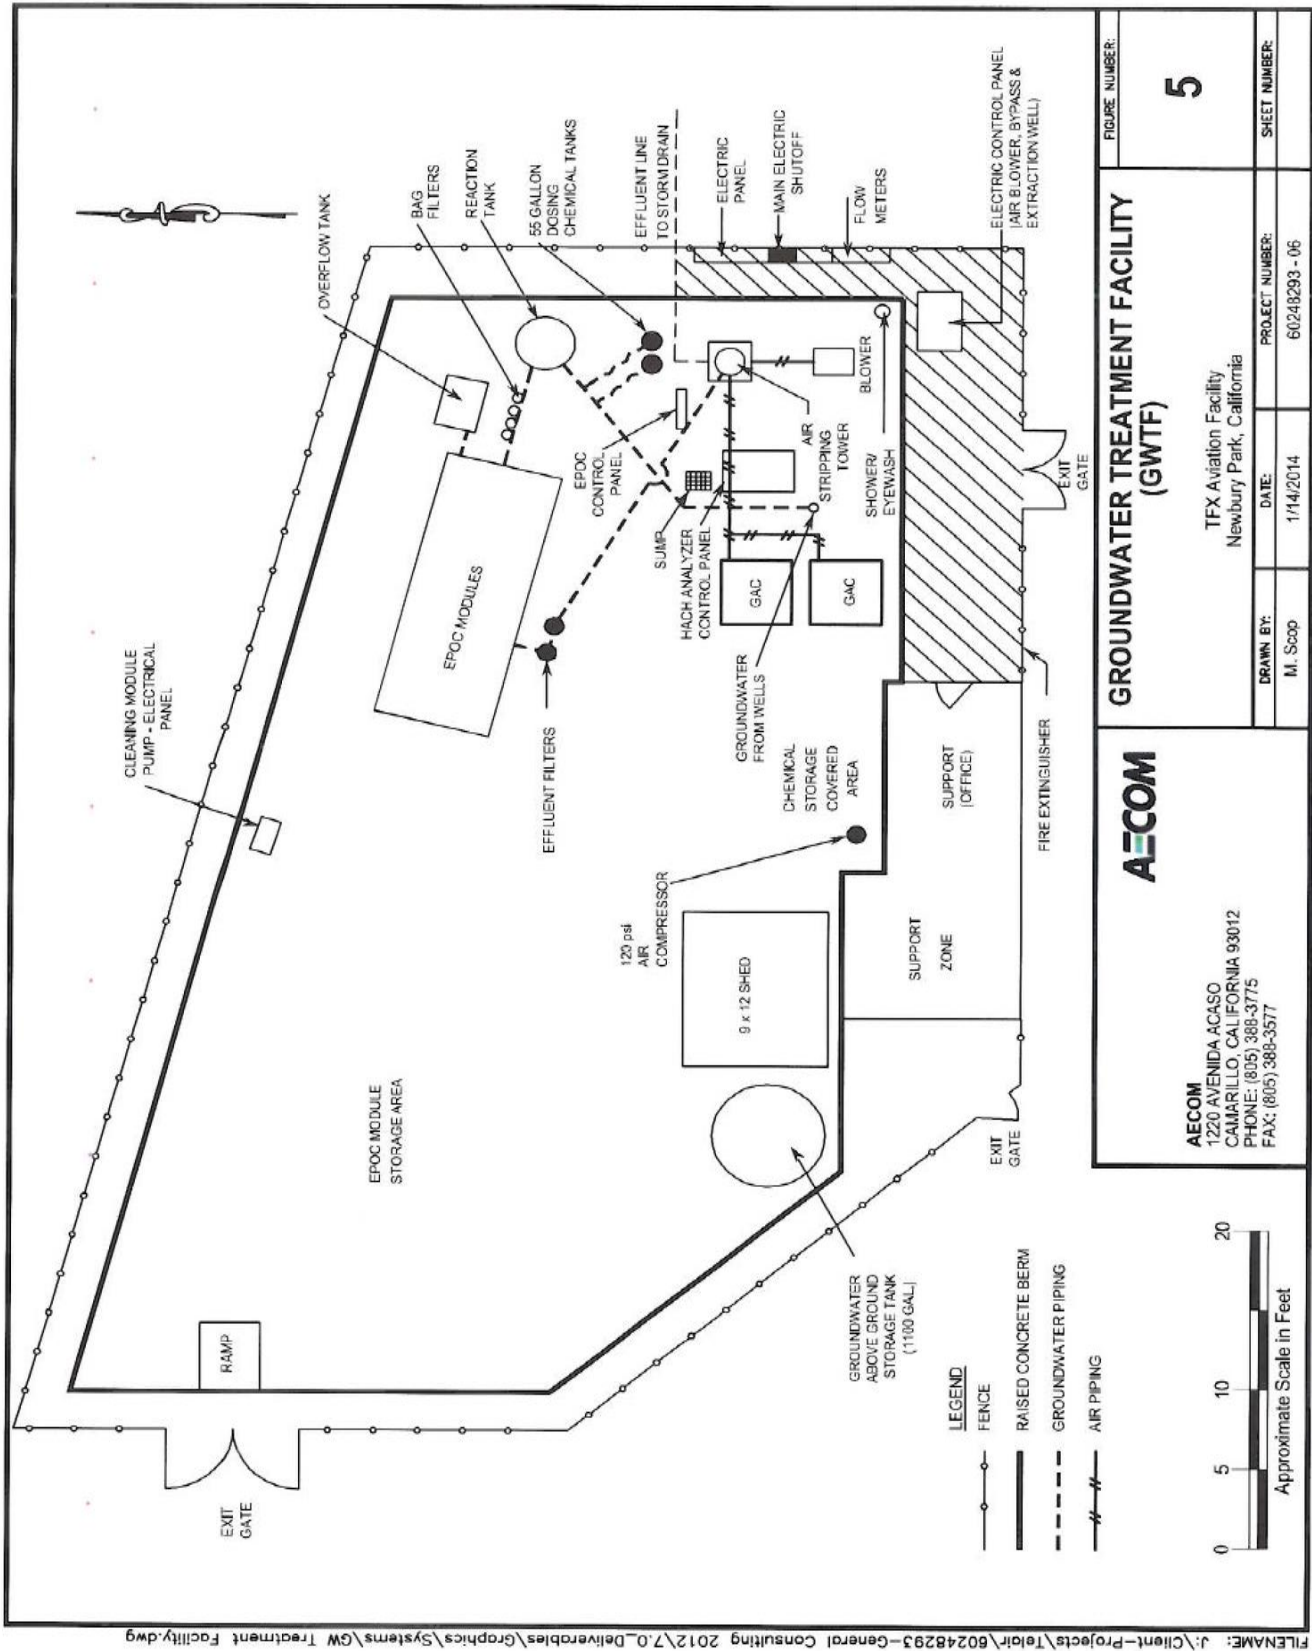 OVERFLOW TANK
CLEANING MODULE
PUMP - ELECTRICAL
PANEL
BAG
FILTERS
REACTION
TANK
55 GALLON
DOSING
CHEMICAL TANKS
EFFLUENT LINE
TO STORM DRAIN
ELECTRIC
PANEL
MAIN ELECTRIC
SHUTOFF
FLOW
METERS
ELECTRIC CONTROL PANEL
(AIR BLOWER, BYPASS &
EXTRACTION WELL)
EPOC MODULES
EPOC
CONTROL
PANEL
SUMP
HACH ANALYZER
CONTROL PANEL
AIR
STRIPPING
TOWER
BLOWER
SHOWER/
EYEWASH
GAC
GAC
EFFLUENT FILTERS
GROUNDWATER
FROM WELLS
CHEMICAL
STORAGE
COVERED
AREA
EXIT
GATE
SUPPORT
(OFFICE)
FIRE EXTINGUISHER
120 psi
AIR
COMPRESSOR
9 x 12 SHED
SUPPORT
ZONE
EPOC MODULE
STORAGE AREA
RAMP
EXIT
GATE
EXIT
GATE
GROUNDWATER
ABOVE GROUND
STORAGE TANK
(1100 GAL.)
LEGEND
FENCE
RAISED CONCRETE BERM
GROUNDWATER PIPING
AIR PIPING
0 5 10 20
Approximate Scale in Feet
AECOM
AECOM
1220 AVENIDA ACASO
CAMARILLO, CALIFORNIA 93012
PHONE: (805) 388-3775
FAX: (805) 388-3577
GROUNDWATER TREATMENT FACILITY
(GWTF)
TFX Aviation Facility
Newbury Park, California
FIGURE NUMBER:
5
DRAWN BY:
M. Scop
DATE:
1/14/2014
PROJECT NUMBER:
60248293 - 06
SHEET NUMBER:
FILENAME: J:\Client-Projects\Telair\60248293-General Consulting 2012\7.0_Deliverables\Graphics\Systems\GW Treatment Facility.dwg